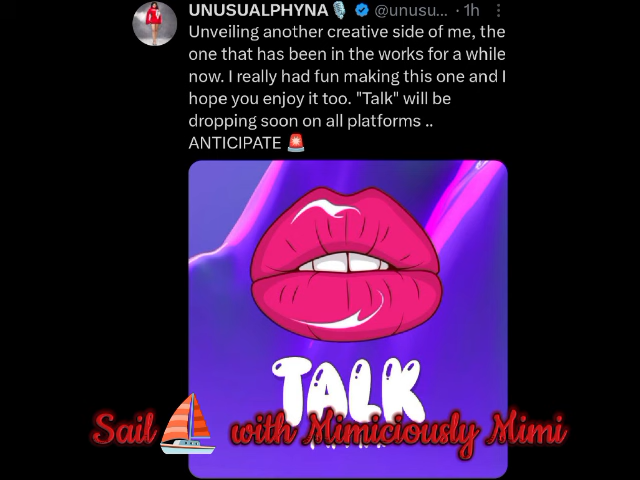 UNUSUALPHYNA🎙️ @unusu... · 1h
Unveiling another creative side of me, the
one that has been in the works for a while
now. I really had fun making this one and I
hope you enjoy it too. "Talk" will be
dropping soon on all platforms ..
ANTICIPATE 🚨
TALK
Sail⛵ with Mimiciously Mimi